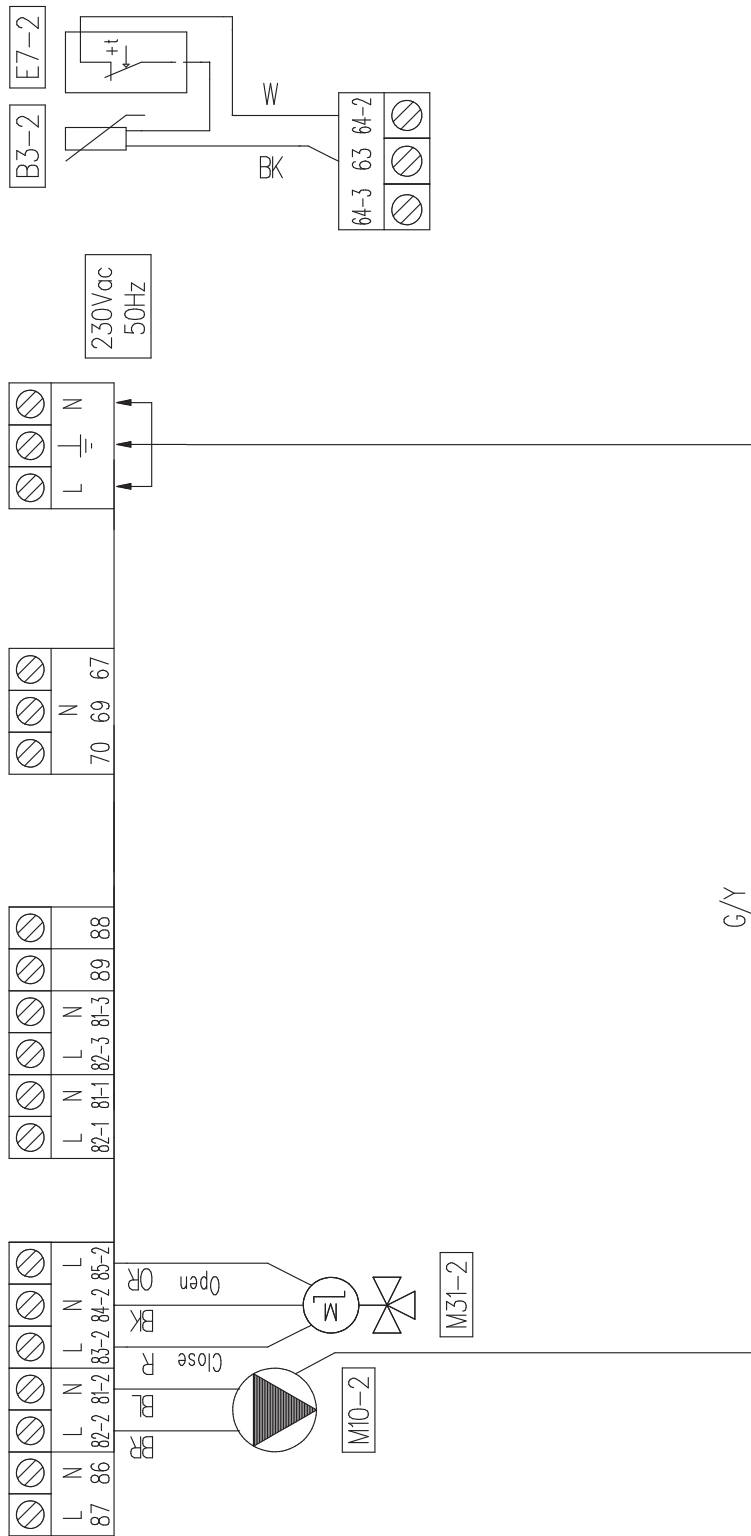 B3-2 E7-2
+t
L N L N L N L L N L N N L N
87 86 82-2 81-2 83-2 84-2 85-2 82-1 81-1 82-3 81-3 89 88 70 69 67
230Vac
50Hz
BR BL R BK OR
Close Open
BK W
M
64-3 63 64-2
M10-2
M31-2
G/Y